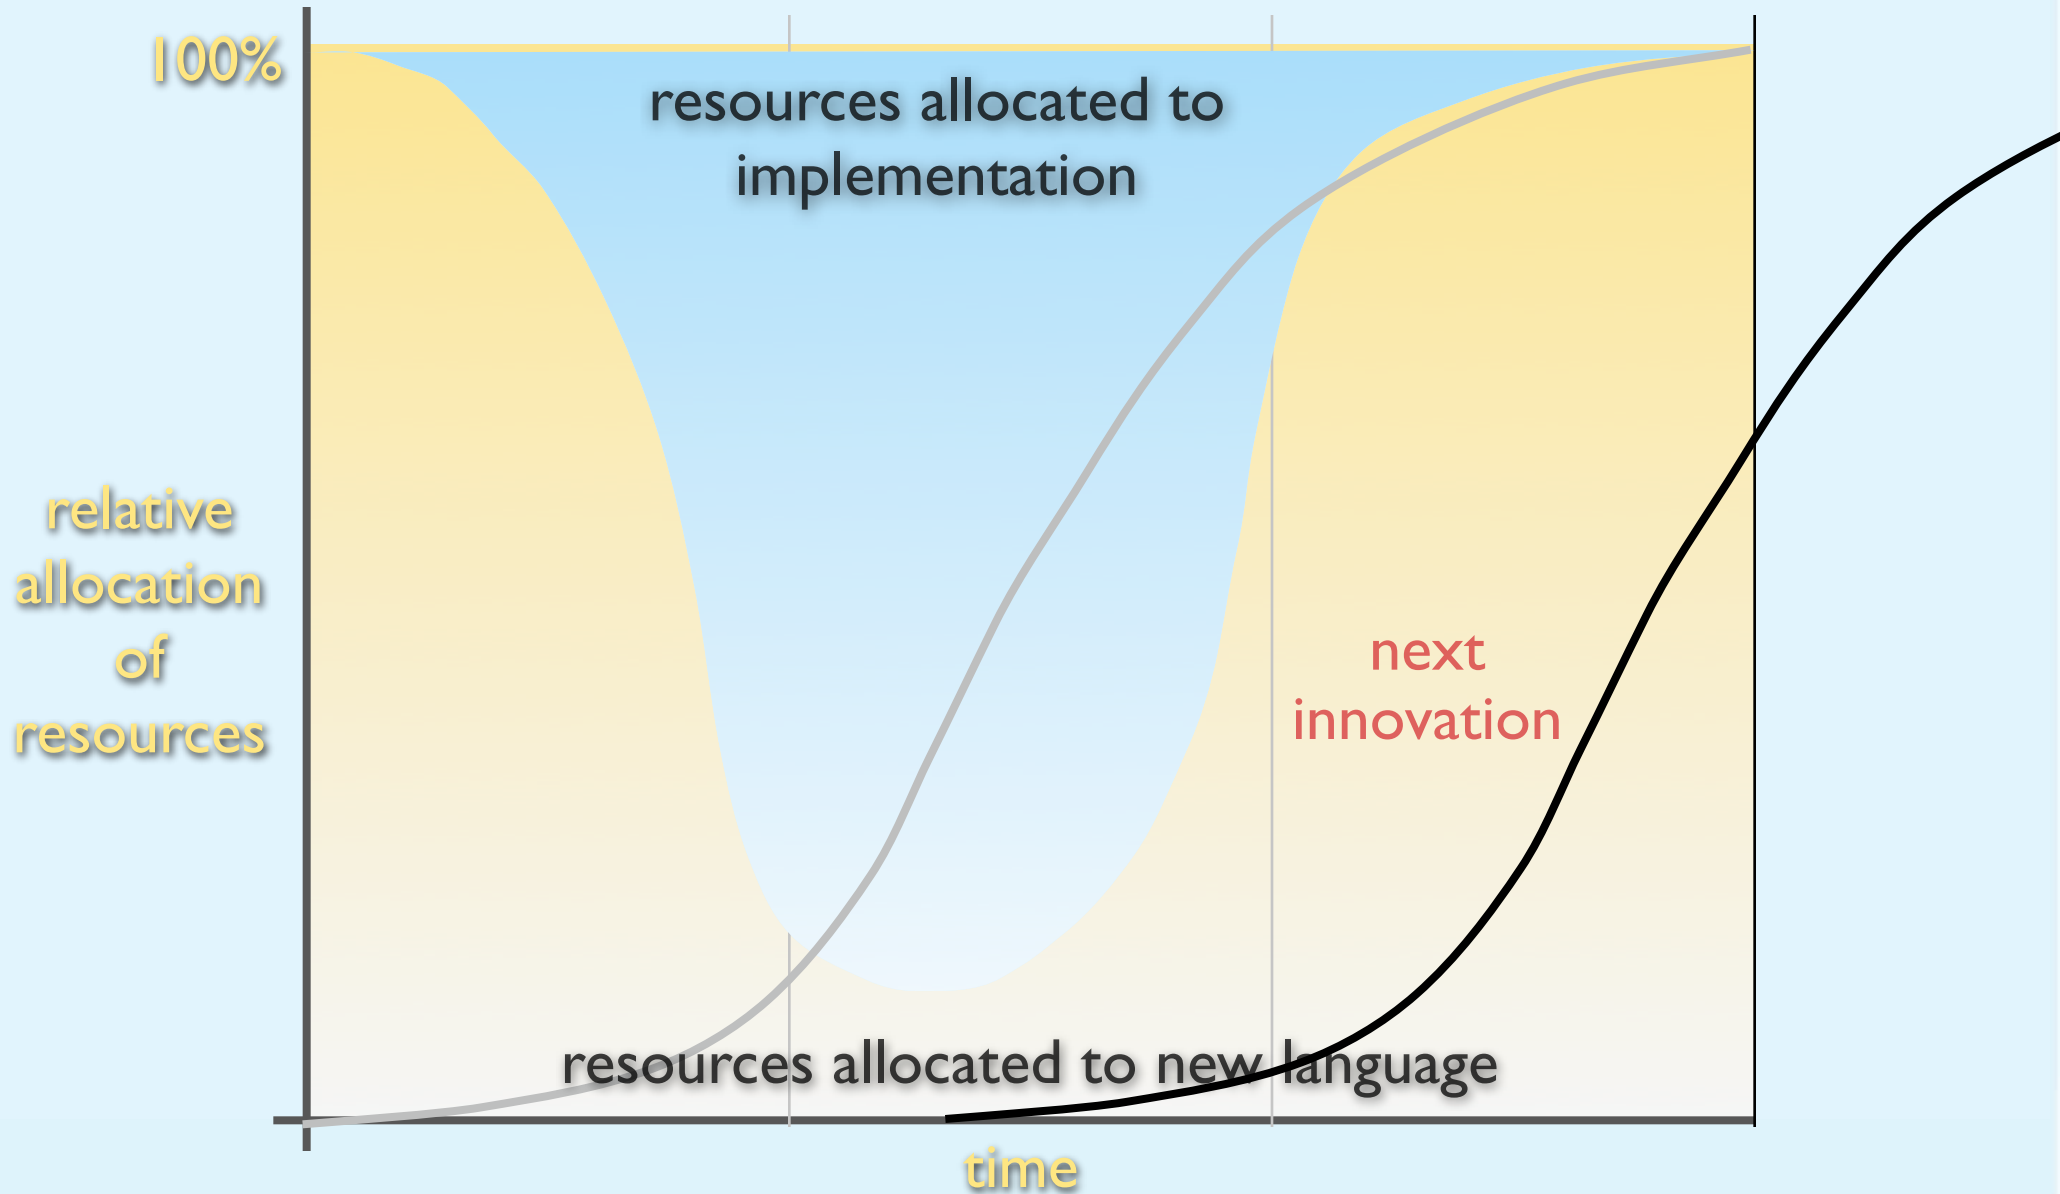 100%
resources allocated to
implementation
relative
allocation
of
resources
next
innovation
resources allocated to new language
time